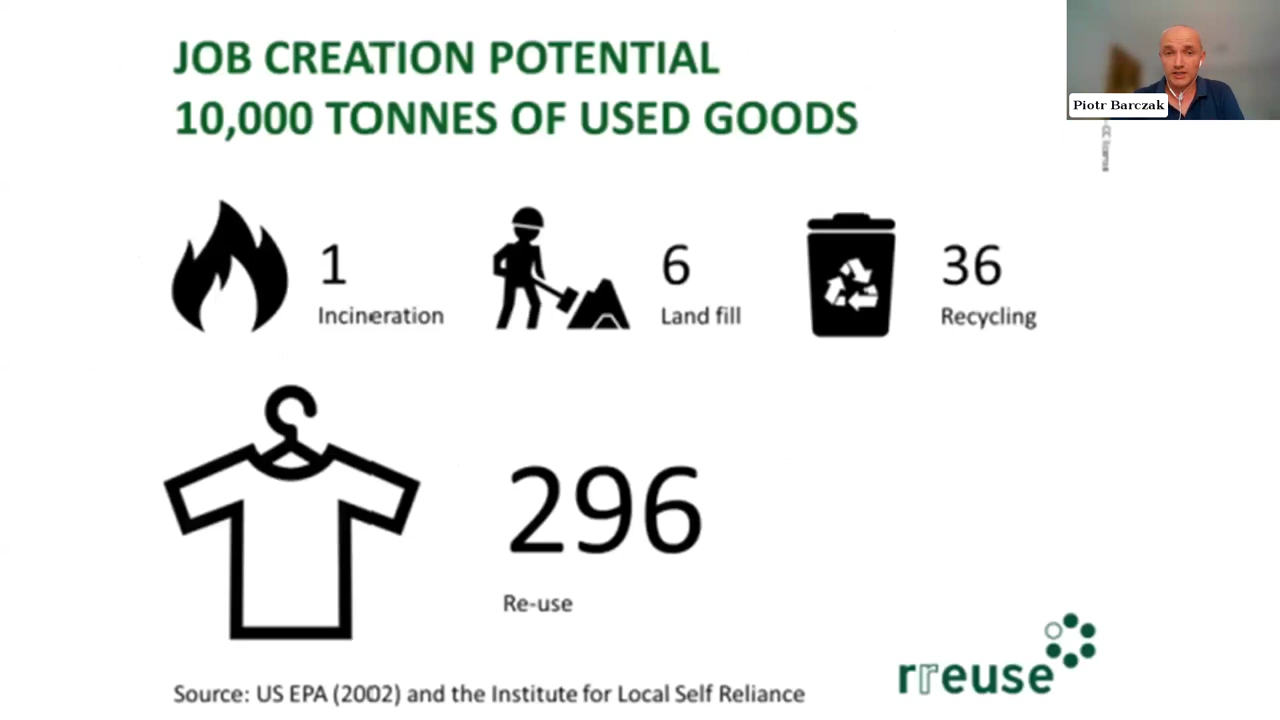 JOB CREATION POTENTIAL
10,000 TONNES OF USED GOODS
Piotr Barczak
1
Incineration
6
Land fill
36
Recycling
296
Re-use
rreuse
Source: US EPA (2002) and the Institute for Local Self Reliance